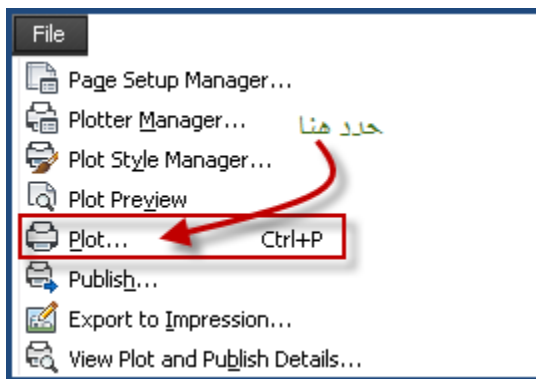 File
Page Setup Manager...
Plotter Manager...
حدد هنا
Plot Style Manager...
Plot Preview
Plot... Ctrl+P
Publish...
Export to Impression...
View Plot and Publish Details...